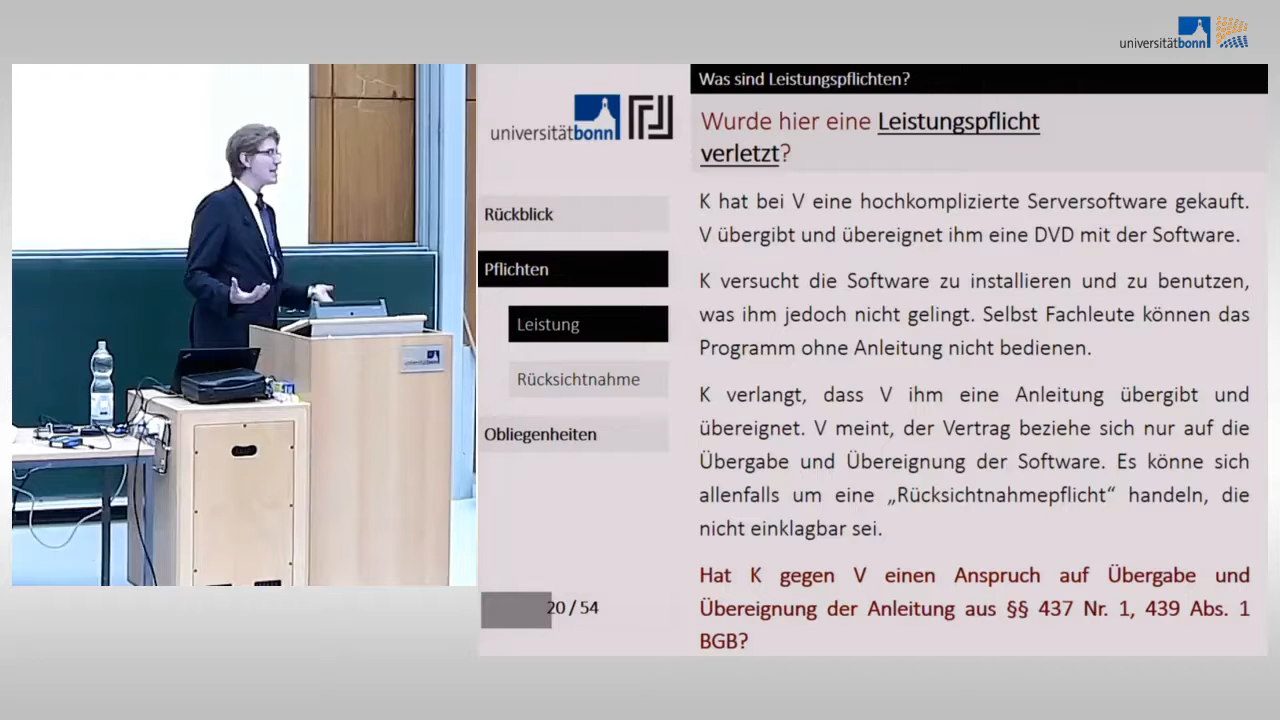 universitätbonn
Was sind Leistungspflichten?
universitätbonn
Wurde hier eine Leistungspflicht
verletzt?
Rückblick
Pflichten
Leistung
Rücksichtnahme
Obliegenheiten
20 / 54
K hat bei V eine hochkomplizierte Serversoftware gekauft.
V übergibt und übereignet ihm eine DVD mit der Software.
K versucht die Software zu installieren und zu benutzen,
was ihm jedoch nicht gelingt. Selbst Fachleute können das
Programm ohne Anleitung nicht bedienen.
K verlangt, dass V ihm eine Anleitung übergibt und
übereignet. V meint, der Vertrag beziehe sich nur auf die
Übergabe und Übereignung der Software. Es könne sich
allenfalls um eine „Rücksichtnahmepflicht“ handeln, die
nicht einklagbar sei.
Hat K gegen V einen Anspruch auf Übergabe und
Übereignung der Anleitung aus §§ 437 Nr. 1, 439 Abs. 1
BGB?
universitätbonn